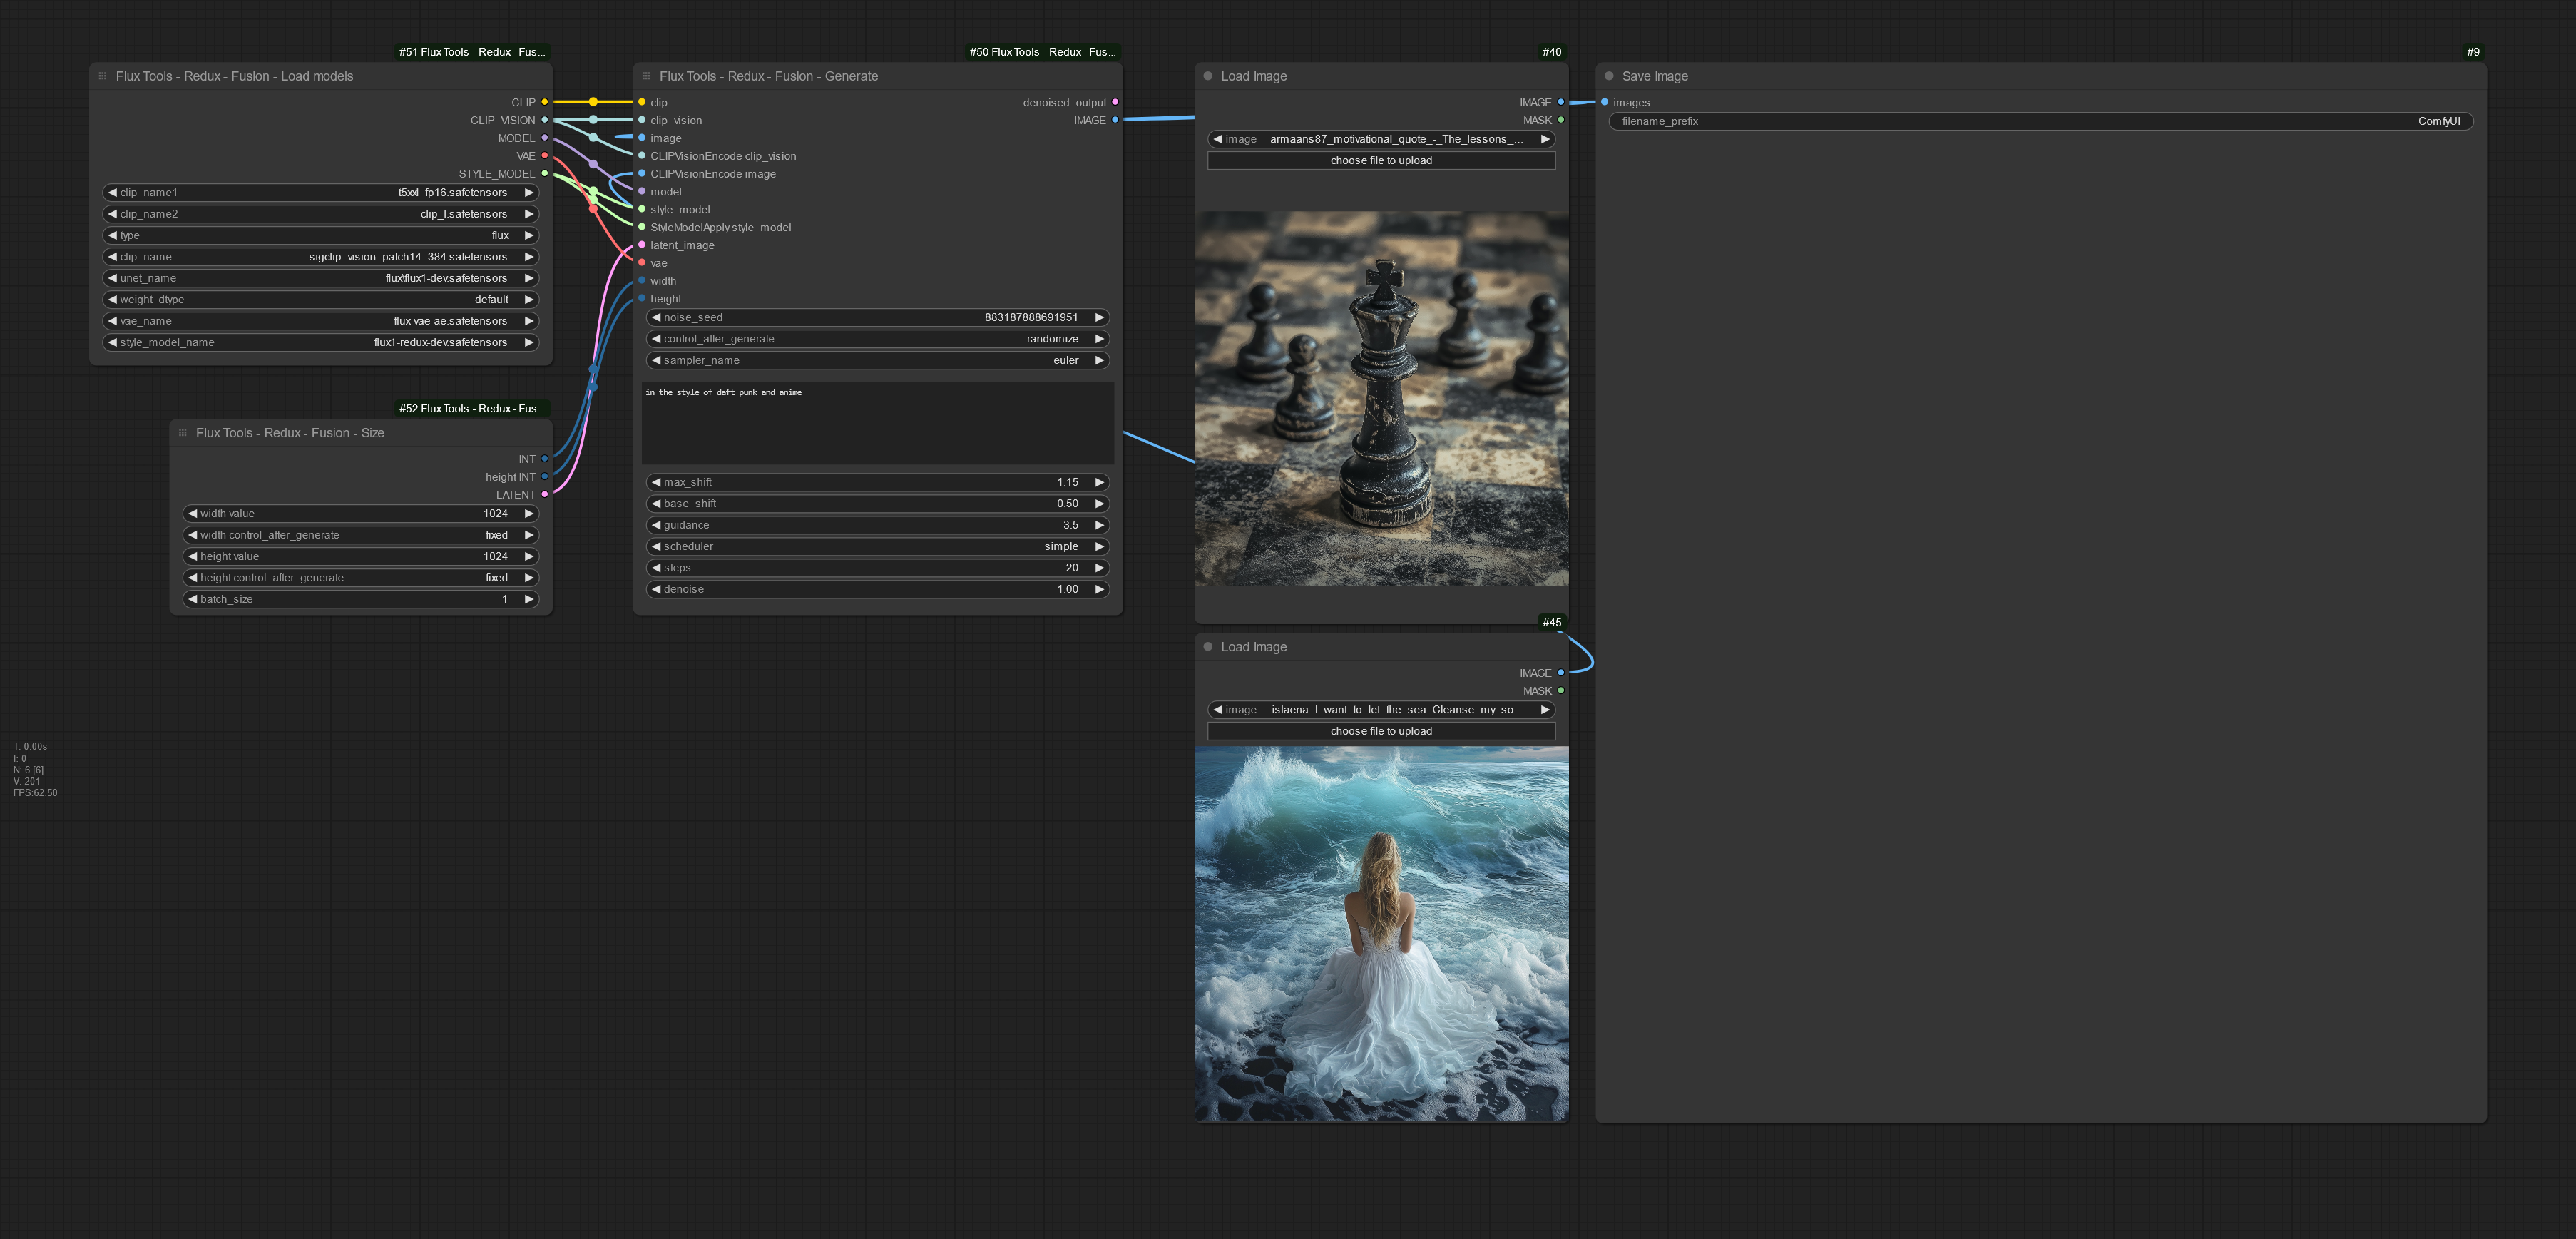 #51 Flux Tools - Redux - Fus...
Flux Tools - Redux - Fusion - Load models
CLIP
CLIP_VISION
MODEL
VAE
STYLE_MODEL
clip_name1 t5xxl_fp16.safetensors
clip_name2 clip_l.safetensors
type flux
clip_name sigclip_vision_patch14_384.safetensors
unet_name flux\flux1-dev.safetensors
weight_dtype default
vae_name flux-vae-ae.safetensors
style_model_name flux1-redux-dev.safetensors
#52 Flux Tools - Redux - Fus...
Flux Tools - Redux - Fusion - Size
INT
height INT
LATENT
width value 1024
width control_after_generate fixed
height value 1024
height control_after_generate fixed
batch_size 1
#50 Flux Tools - Redux - Fus...
Flux Tools - Redux - Fusion - Generate
clip denoised_output
clip_vision IMAGE
image
CLIPVisionEncode clip_vision
CLIPVisionEncode image
model
style_model
StyleModelApply style_model
latent_image
vae
width
height
noise_seed 883187888691951
control_after_generate randomize
sampler_name euler
in the style of daft punk and anime
max_shift 1.15
base_shift 0.50
guidance 3.5
scheduler simple
steps 20
denoise 1.00
#40
Load Image
IMAGE
MASK
image armaans87_motivational_quote_-_The_lessons_...
choose file to upload
#45
Load Image
IMAGE
MASK
image islaena_I_want_to_let_the_sea_Cleanse_my_so...
choose file to upload
#9
Save Image
images
filename_prefix ComfyUI
T: 0.00s
I: 0
N: 6 [6]
V: 201
FPS:62.50